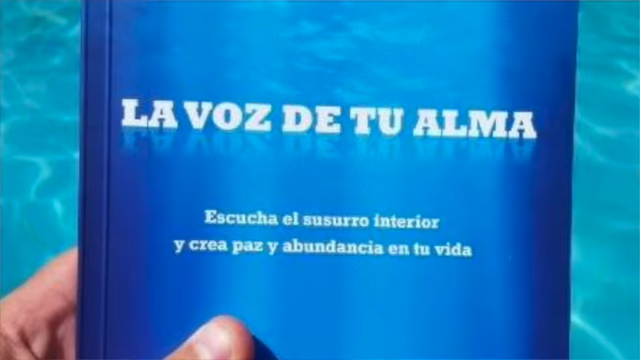 LA VOZ DE TU ALMA
Escucha el susurro interior
y crea paz y abundancia en tu vida